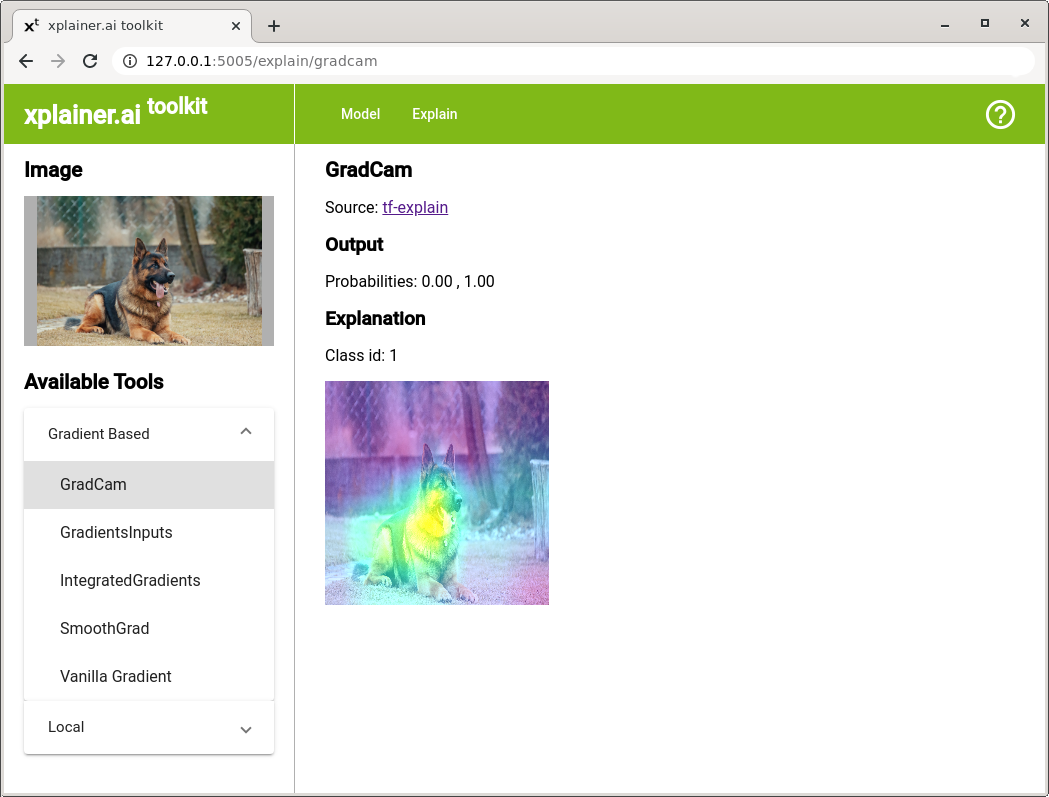 xt xplainer.ai toolkit
127.0.0.1:5005/explain/gradcam
xplainer.ai toolkit
Model Explain
Image
Available Tools
Gradient Based
GradCam
GradientsInputs
IntegratedGradients
SmoothGrad
Vanilla Gradient
Local
GradCam
Source: tf-explain
Output
Probabilities: 0.00 , 1.00
Explanation
Class id: 1